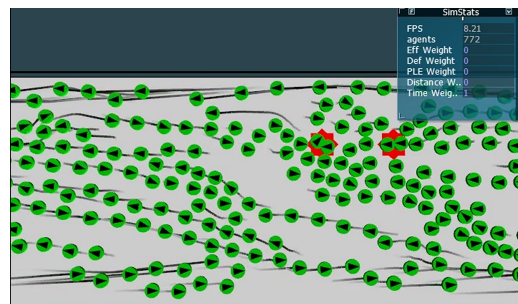 SimStats
FPS 8.21
agents 772
Eff Weight 0
Def Weight 0
PLE Weight 0
Distance W.. 0
Time Weig.. 1